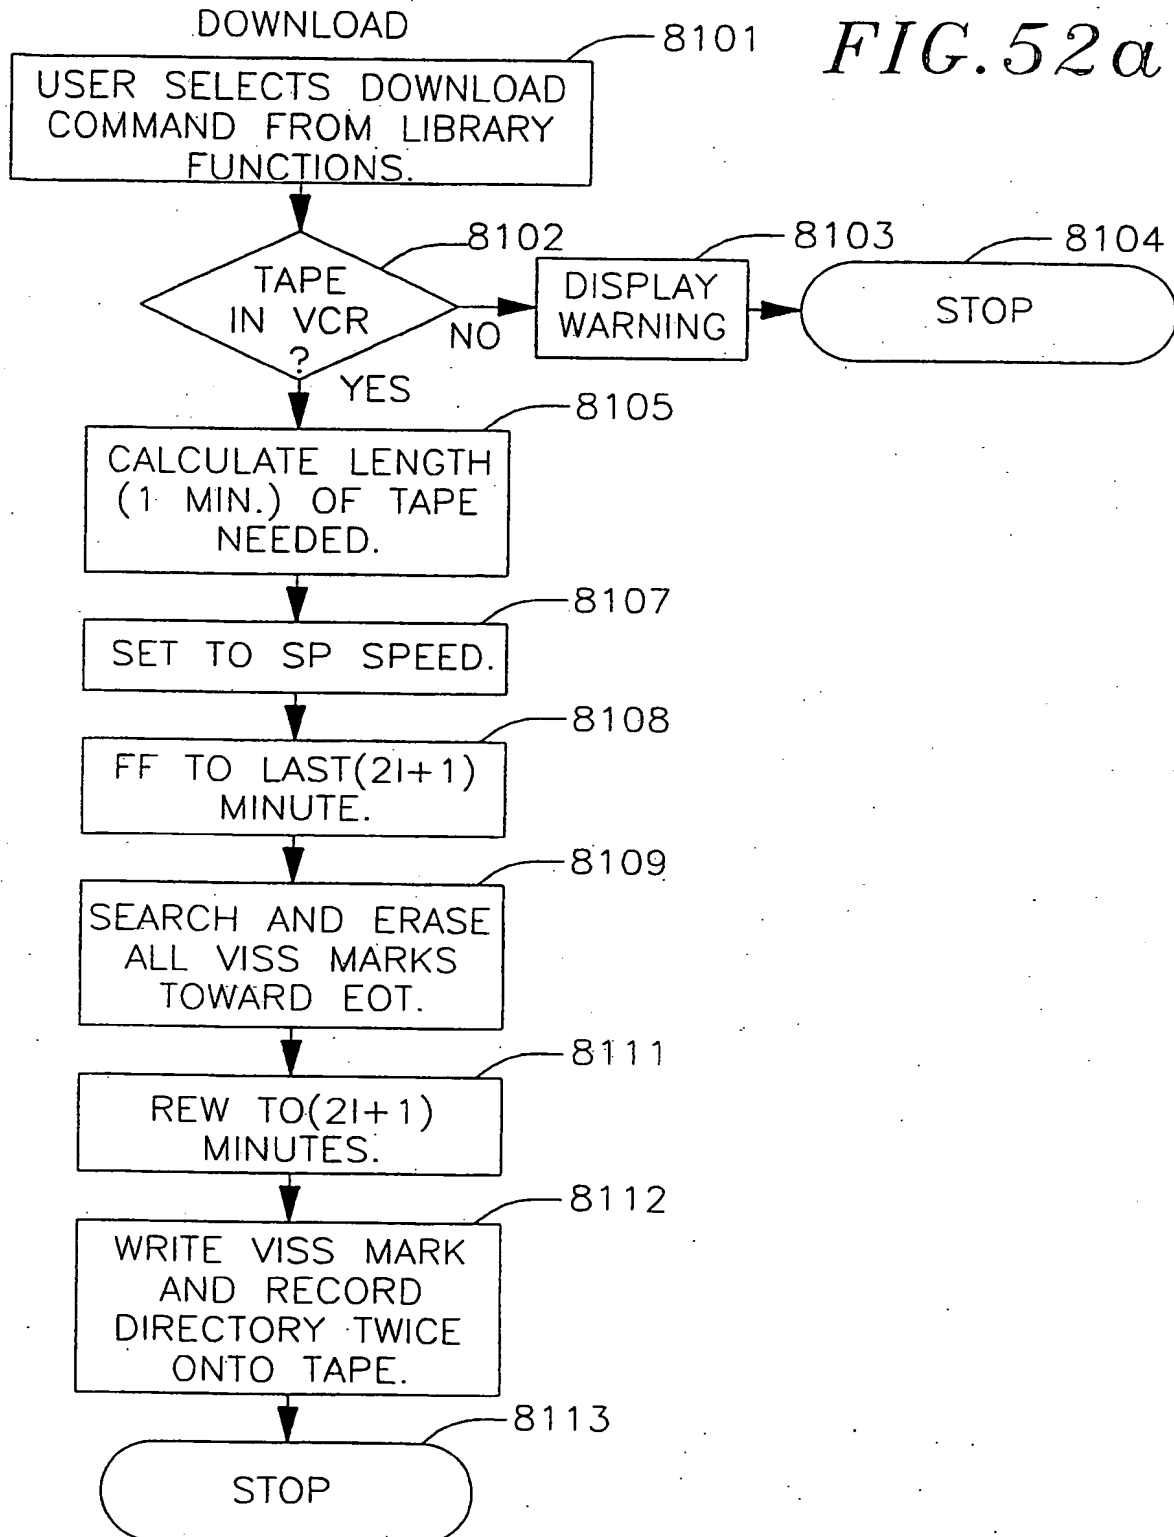 DOWNLOAD
8101
FIG.52a
USER SELECTS DOWNLOAD
COMMAND FROM LIBRARY
FUNCTIONS.
8102
TAPE
IN VCR
?
NO
YES
8103
DISPLAY
WARNING
8104
STOP
8105
CALCULATE LENGTH
(1 MIN.) OF TAPE
NEEDED.
8107
SET TO SP SPEED.
8108
FF TO LAST(2l+1)
MINUTE.
8109
SEARCH AND ERASE
ALL VISS MARKS
TOWARD EOT.
8111
REW TO(2l+1)
MINUTES.
8112
WRITE VISS MARK
AND RECORD
DIRECTORY TWICE
ONTO TAPE.
8113
STOP